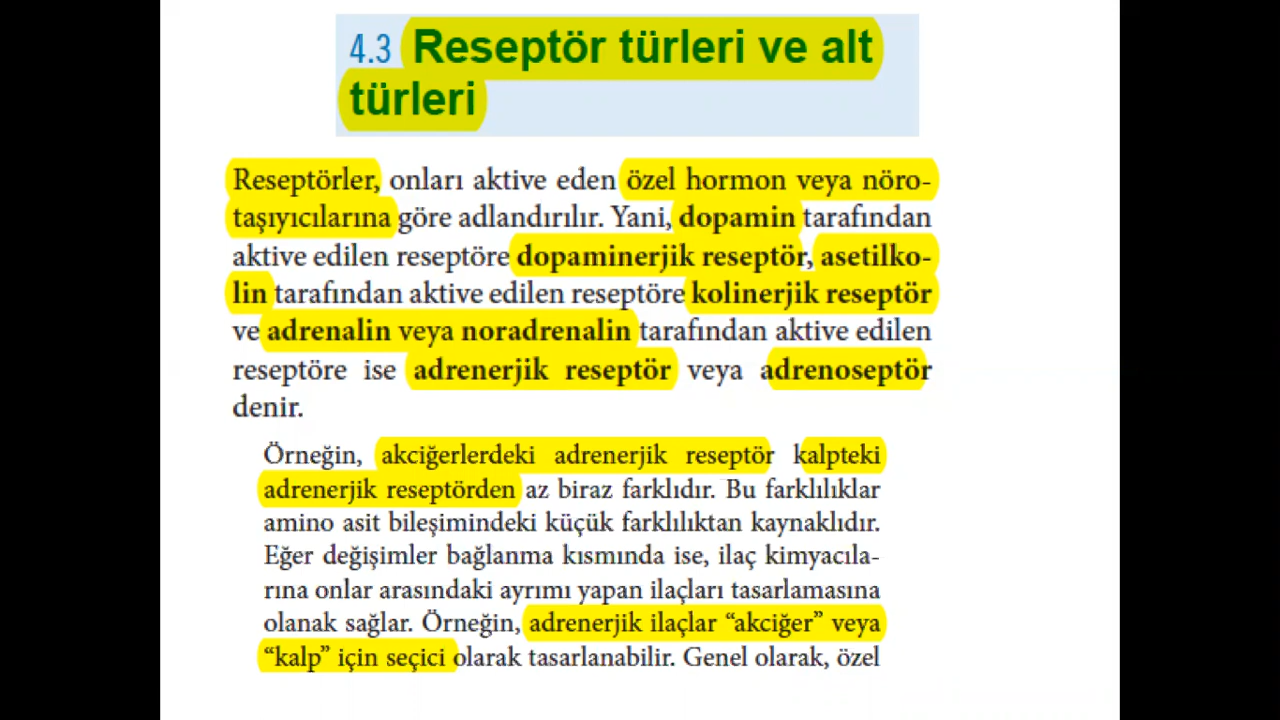 4.3 Reseptör türleri ve alt
türleri
Reseptörler, onları aktive eden özel hormon veya nöro-
taşıyıcılarına göre adlandırılır. Yani, dopamin tarafından
aktive edilen reseptöre dopaminerjik reseptör, asetilko-
lin tarafından aktive edilen reseptöre kolinerjik reseptör
ve adrenalin veya noradrenalin tarafından aktive edilen
reseptöre ise adrenerjik reseptör veya adrenoseptör
denir.
Örneğin, akciğerlerdeki adrenerjik reseptör kalpteki
adrenerjik reseptörden az biraz farklıdır. Bu farklılıklar
amino asit bileşimindeki küçük farklılıktan kaynaklıdır.
Eğer değişimler bağlanma kısmında ise, ilaç kimyacıla-
rına onlar arasındaki ayrımı yapan ilaçları tasarlamasına
olanak sağlar. Örneğin, adrenerjik ilaçlar “akciğer” veya
“kalp” için seçici olarak tasarlanabilir. Genel olarak, özel